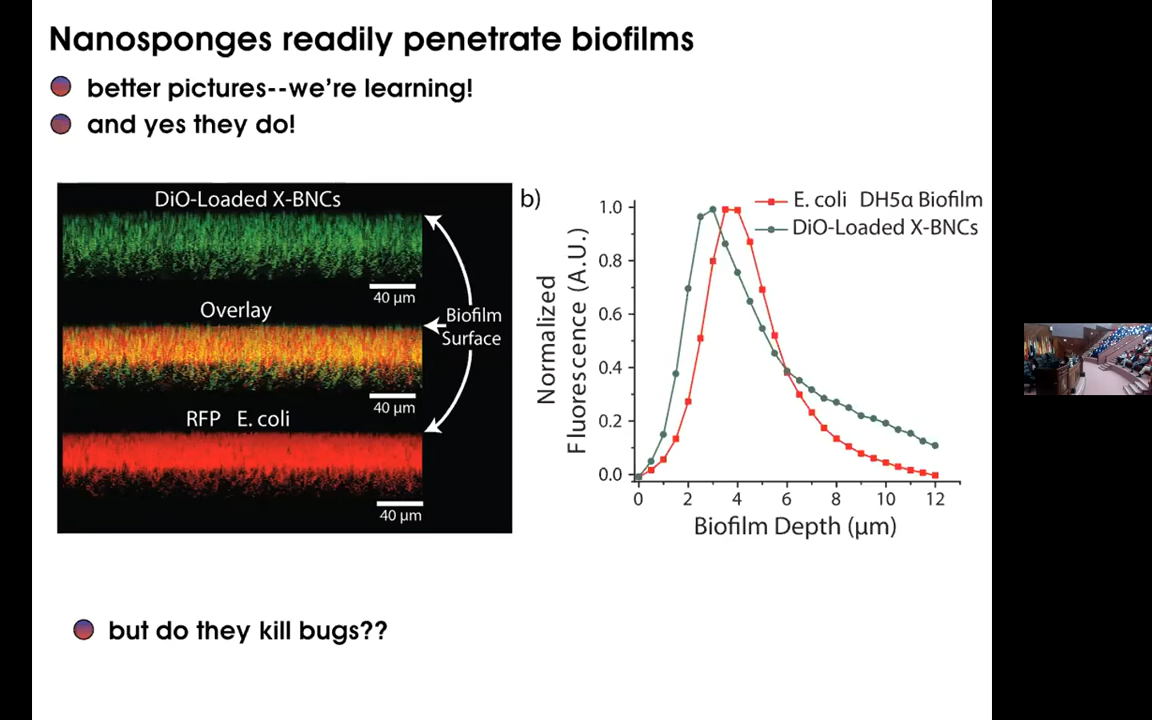 Nanosponges readily penetrate biofilms
better pictures--we're learning!
and yes they do!
DiO-Loaded X-BNCs
40 µm
Overlay
40 µm
RFP E. coli
40 µm
Biofilm
Surface
b)
E. coli DH5α Biofilm
DiO-Loaded X-BNCs
Normalized
Fluorescence (A.U.)
1.0
0.8
0.6
0.4
0.2
0.0
0 2 4 6 8 10 12
Biofilm Depth (µm)
but do they kill bugs??